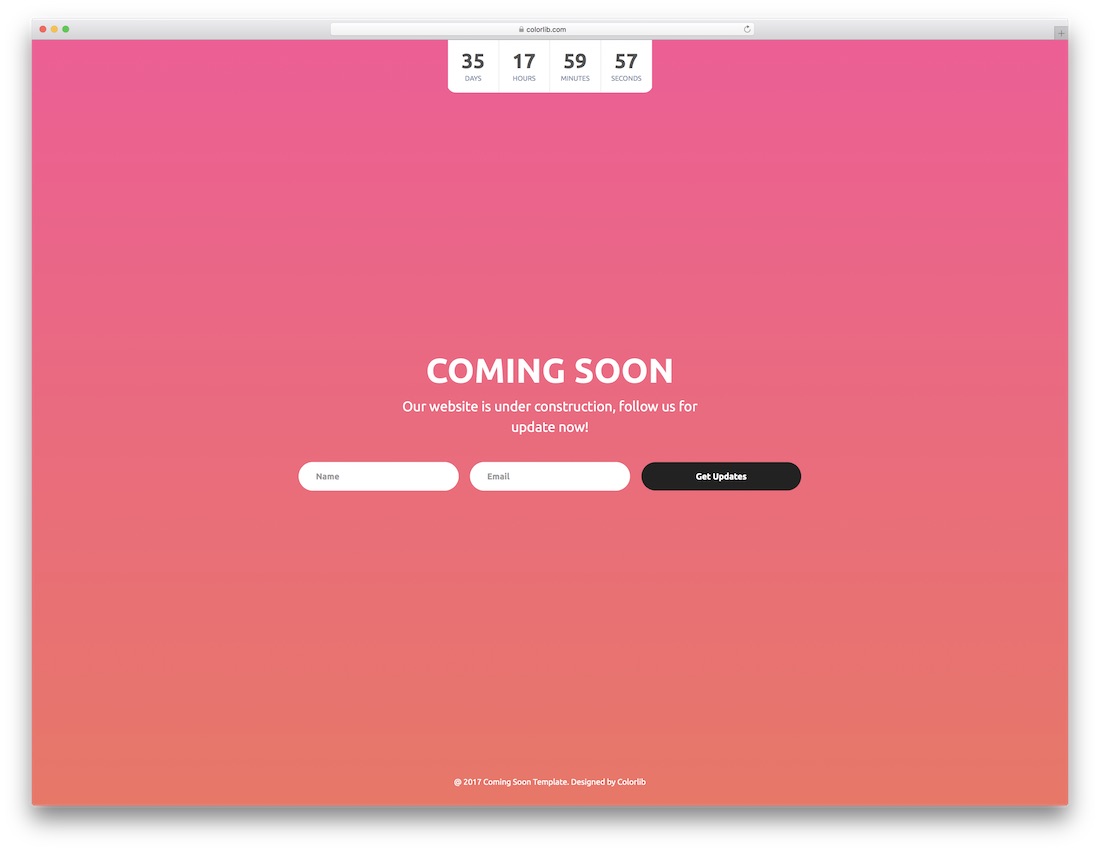 colorlib.com
35 17 59 57
DAYS HOURS MINUTES SECONDS
COMING SOON
Our website is under construction, follow us for
update now!
Name Email Get Updates
@ 2017 Coming Soon Template. Designed by Colorlib